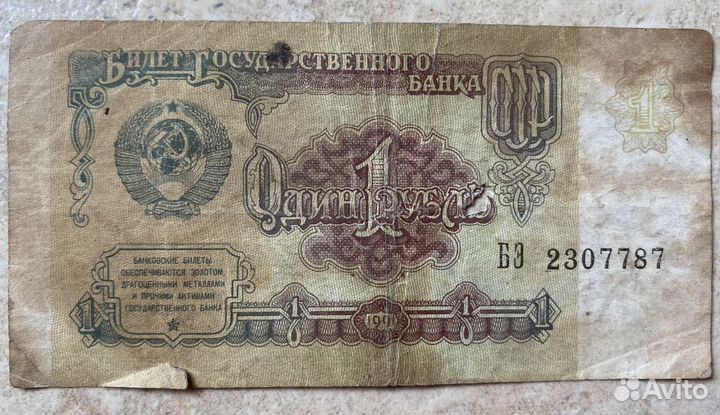 Билет Государственного
Банка
СССР
1
Один рубль
1
БЭ 2307787
Банковские билеты
обеспечиваются золотом,
драгоценными металлами
и прочими активами
Государственного банка
1
1
1991
1
1
Avito